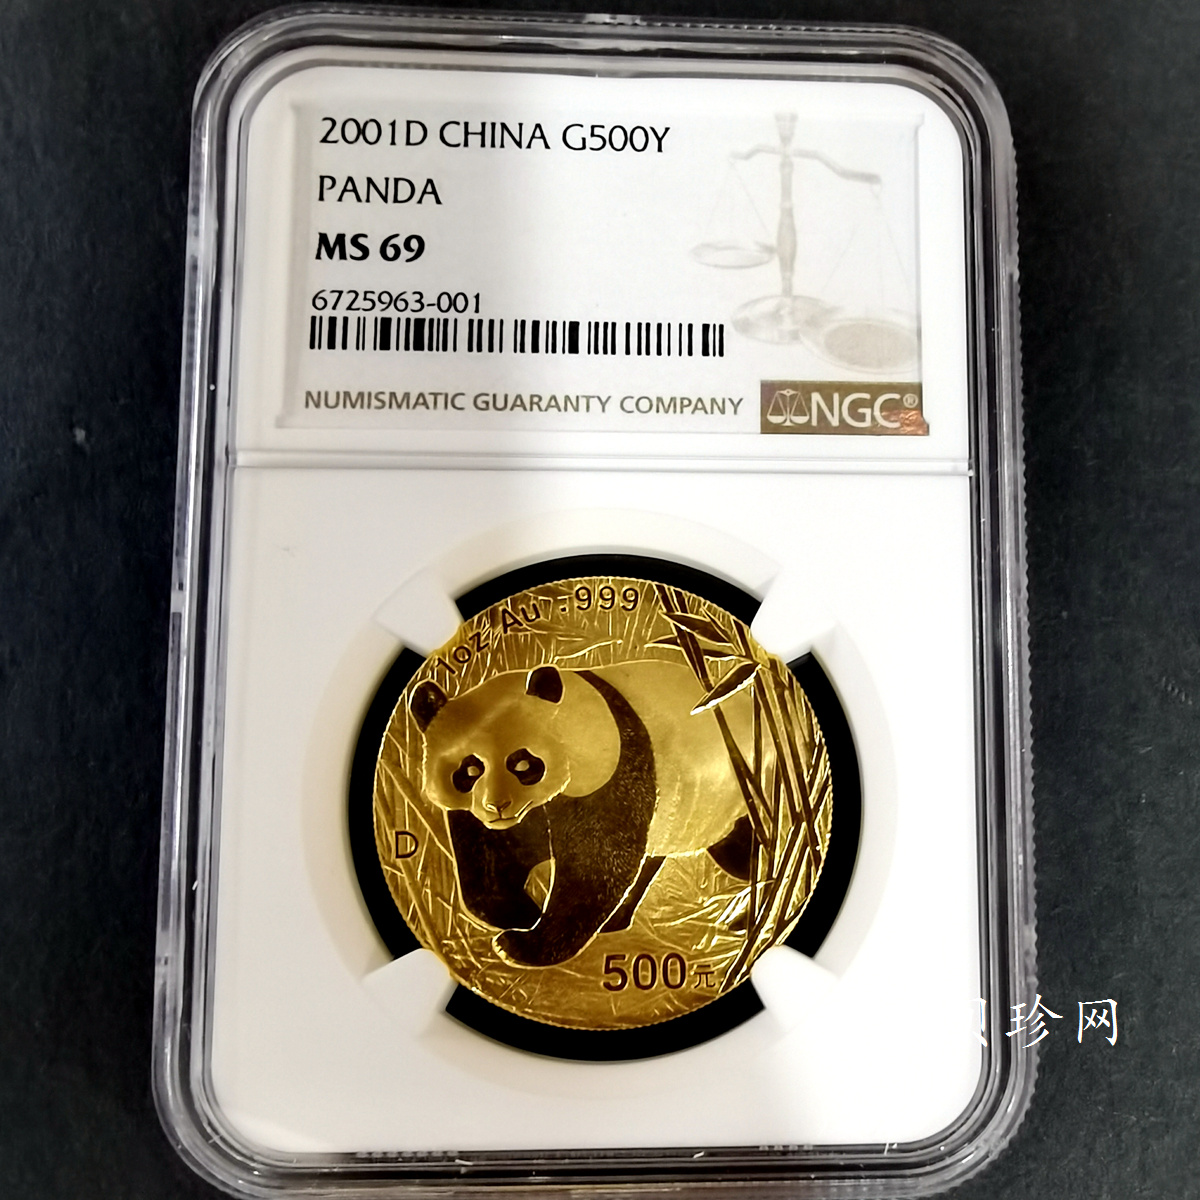 2001D CHINA G500Y
PANDA
MS 69
6725963-001
NUMISMATIC GUARANTY COMPANY
NGC®
1oz Au .999
D
500元
珍网